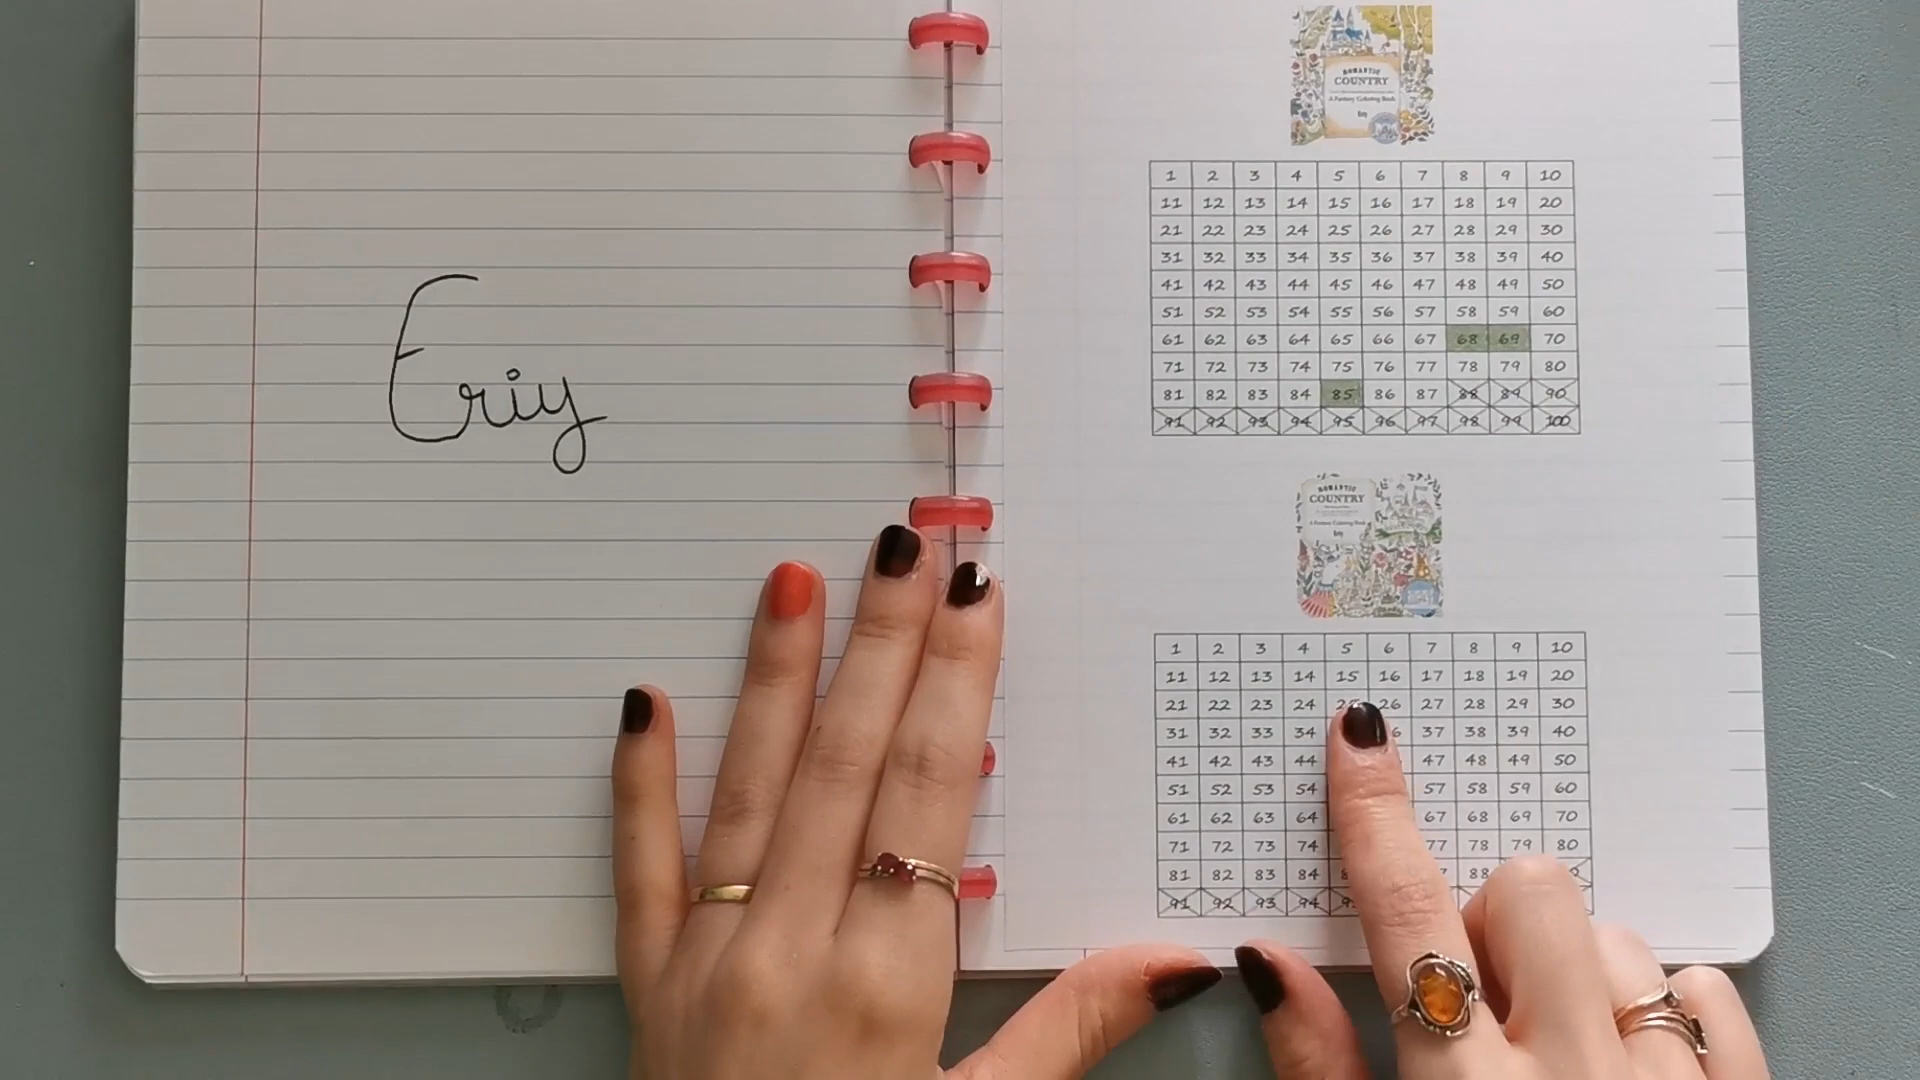 Eriy
ROMANTIC
COUNTRY
A Fantasy Coloring Book
Eriy
1 2 3 4 5 6 7 8 9 10
11 12 13 14 15 16 17 18 19 20
21 22 23 24 25 26 27 28 29 30
31 32 33 34 35 36 37 38 39 40
41 42 43 44 45 46 47 48 49 50
51 52 53 54 55 56 57 58 59 60
61 62 63 64 65 66 67 68 69 70
71 72 73 74 75 76 77 78 79 80
81 82 83 84 85 86 87 88 89 90
91 92 93 94 95 96 97 98 99 100
ROMANTIC
COUNTRY
A Fantasy Coloring Book
Eriy
1 2 3 4 5 6 7 8 9 10
11 12 13 14 15 16 17 18 19 20
21 22 23 24 26 27 28 29 30
31 32 33 34 37 38 39 40
41 42 43 44 47 48 49 50
51 52 53 54 57 58 59 60
61 62 63 64 67 68 69 70
71 72 73 74 77 78 79 80
81 82 83 84 88
91 92 93 94